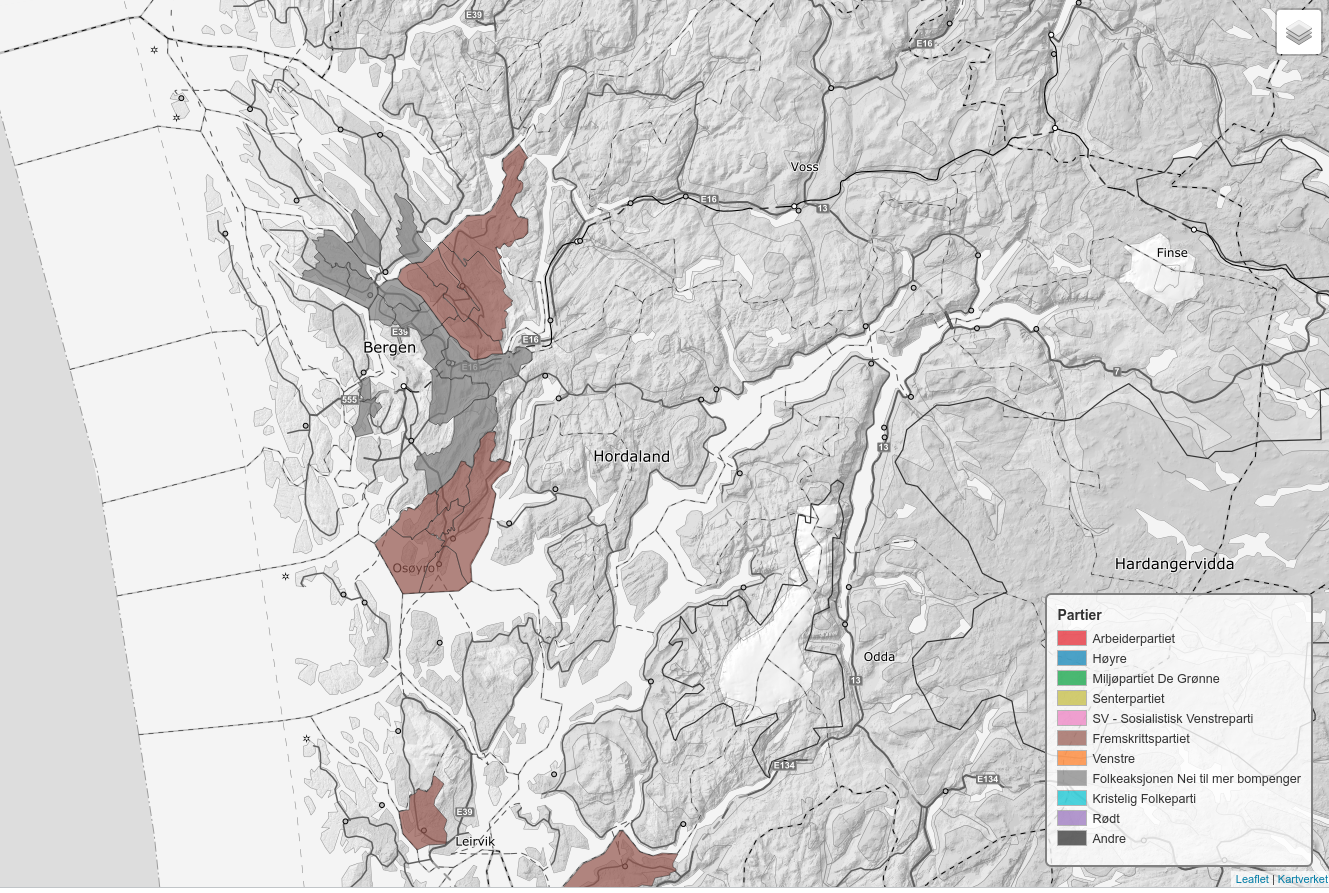 E39
E16
Voss
E16
13
Finse
E39
E16
Bergen
E16
7
555
13
Hordaland
Hardangervidda
Osøyro
Odda
13
E134
E134
E39
Leirvik
Partier
Arbeiderpartiet
Høyre
Miljøpartiet De Grønne
Senterpartiet
SV - Sosialistisk Venstreparti
Fremskrittspartiet
Venstre
Folkeaksjonen Nei til mer bompenger
Kristelig Folkeparti
Rødt
Andre
Leaflet | Kartverket